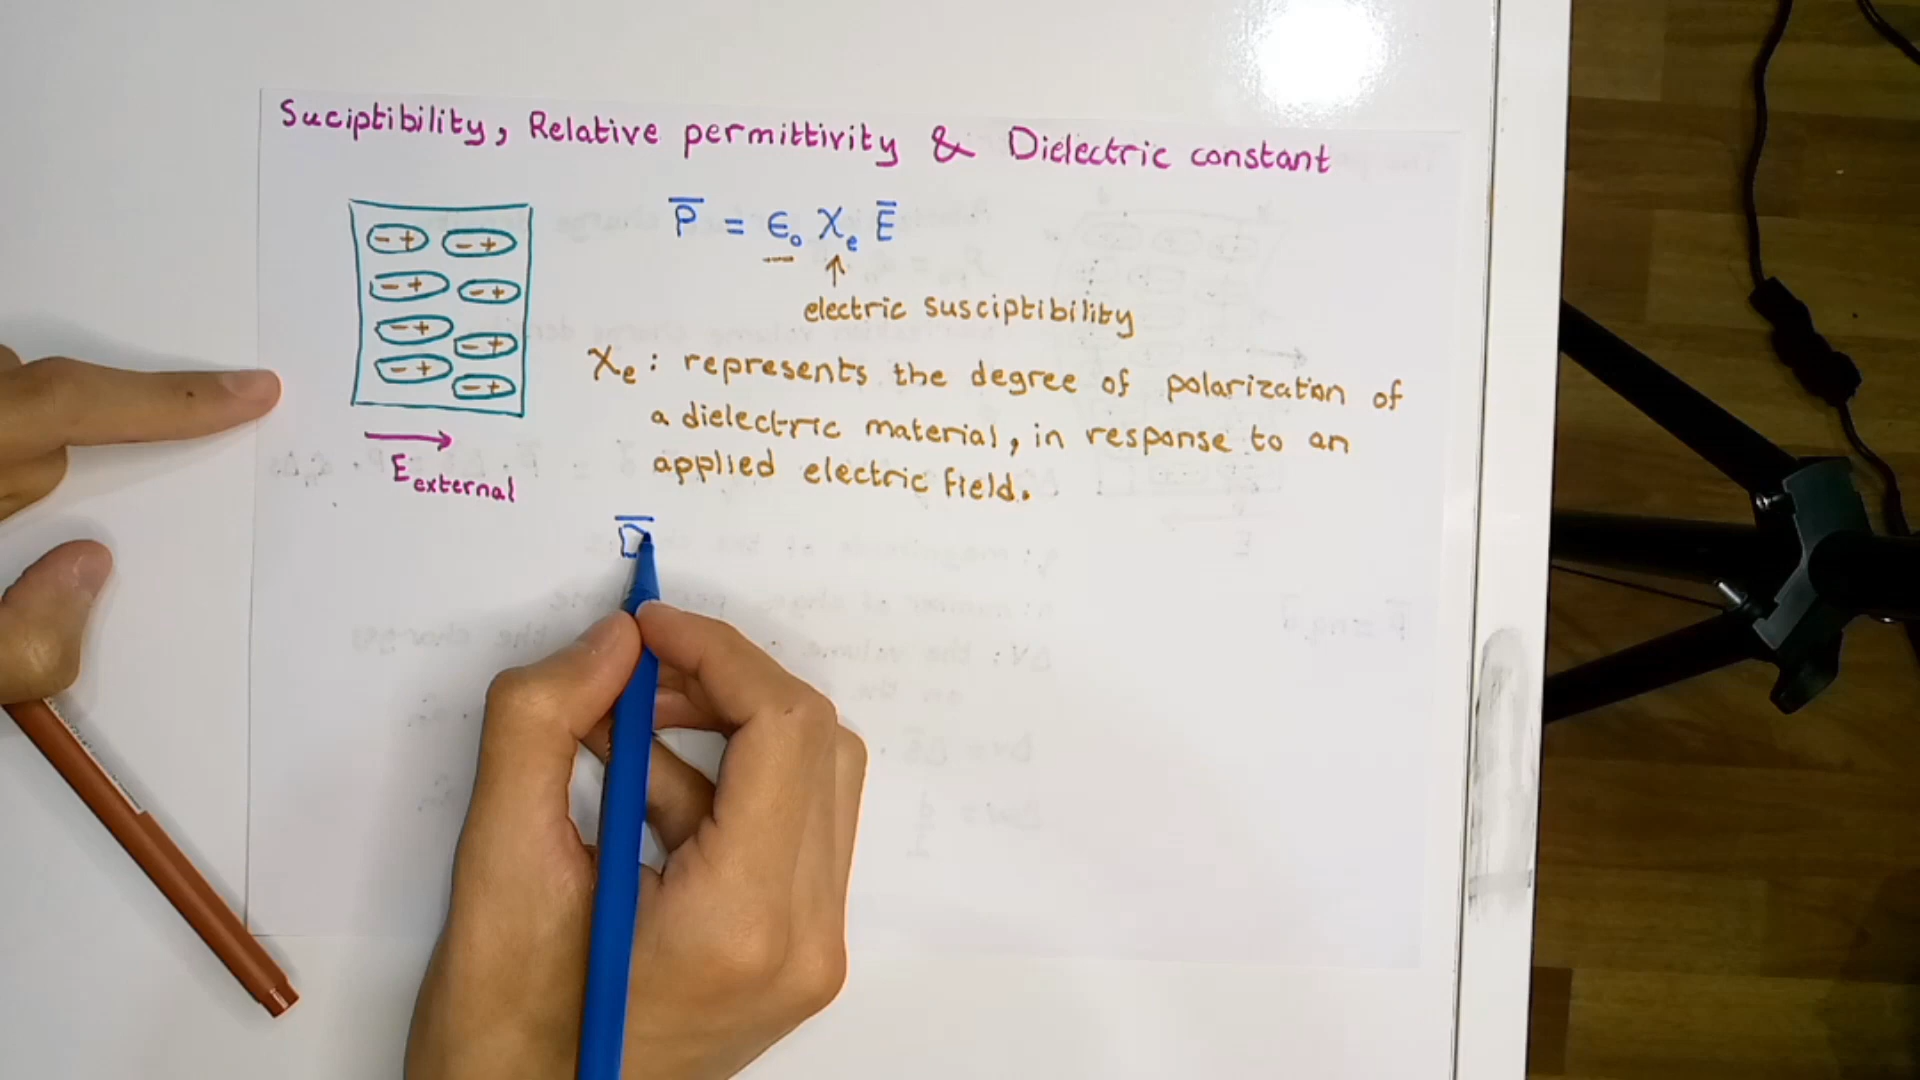 Suciptibility, Relative permittivity & Dielectric constant
P̅ = ϵ₀ χₑ E̅
↑
electric susciptibility
χₑ: represents the degree of polarization of
a dielectric material, in response to an
applied electric field.
- + - +
- + - +
- + - +
- + - +
→
E external
D̅